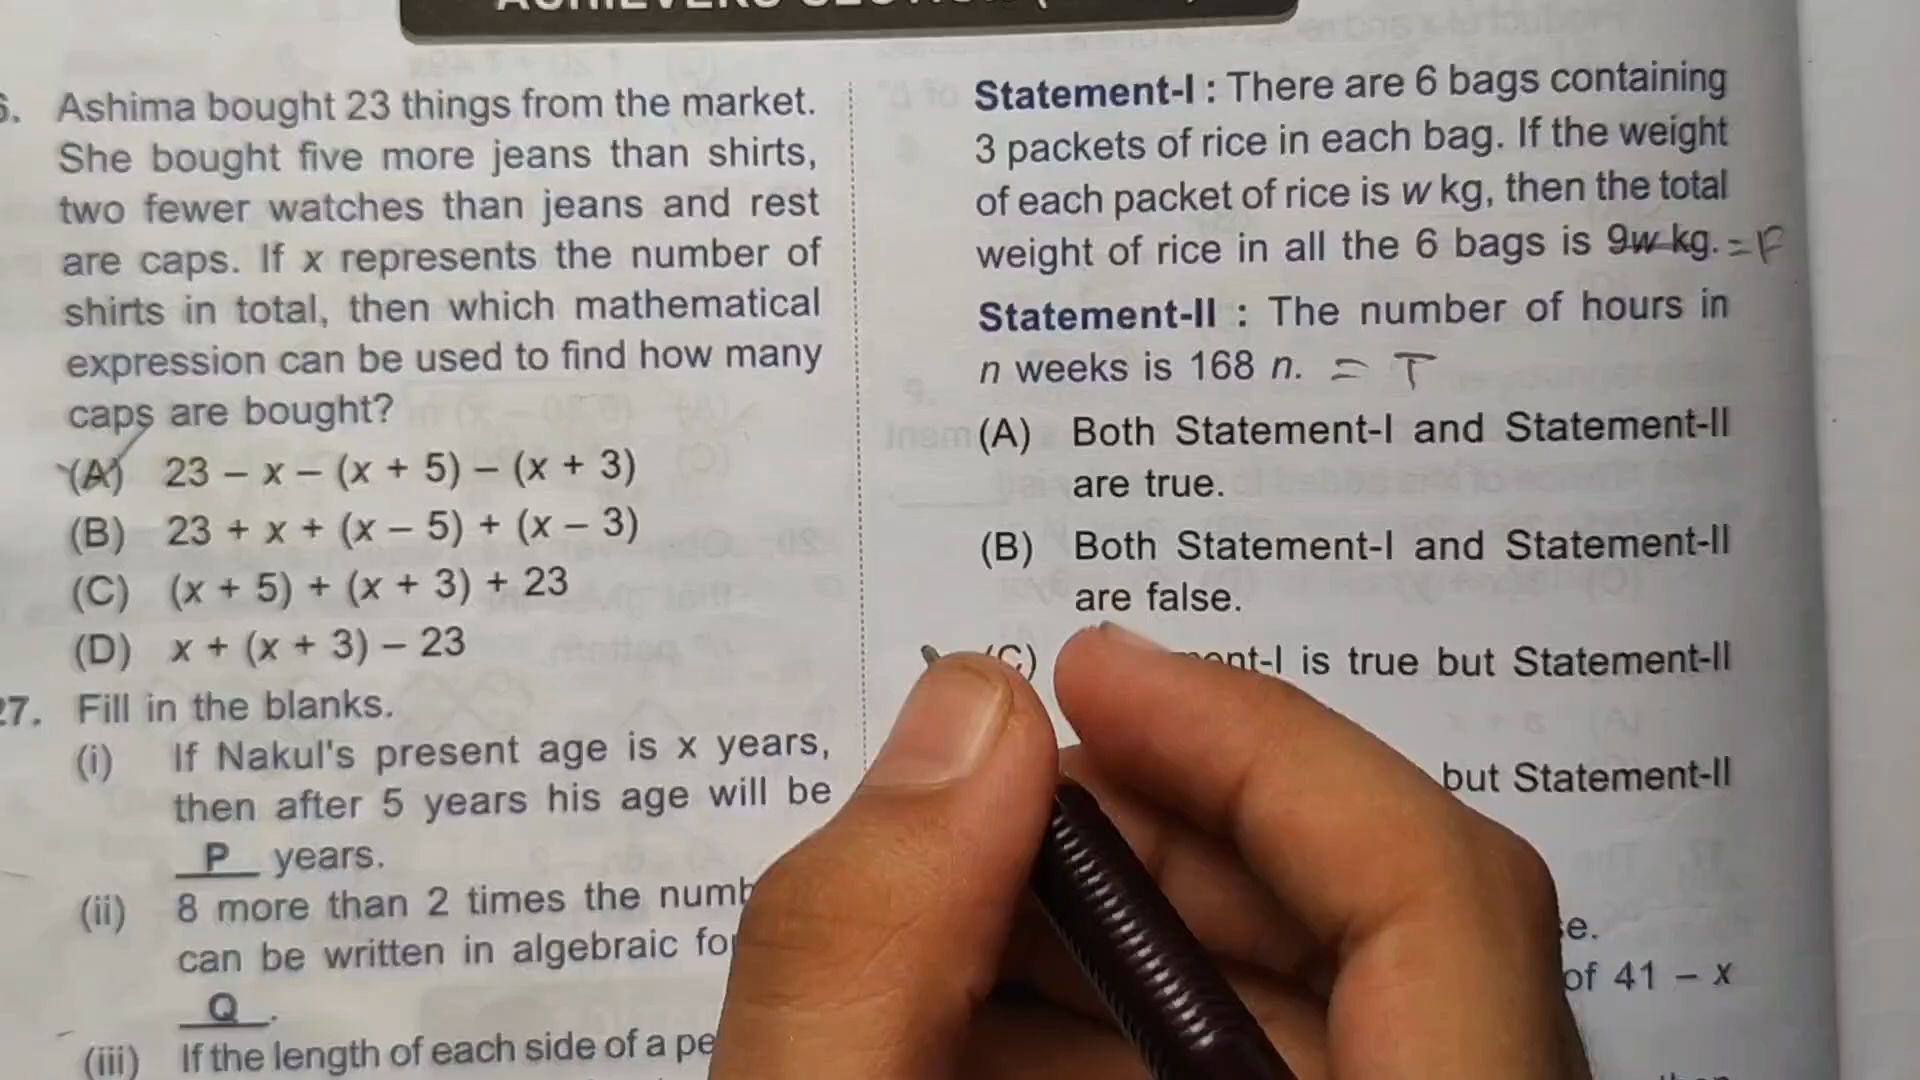 6. Ashima bought 23 things from the market.
She bought five more jeans than shirts,
two fewer watches than jeans and rest
are caps. If x represents the number of
shirts in total, then which mathematical
expression can be used to find how many
caps are bought?
(A) 23 – x – (x + 5) – (x + 3)
(B) 23 + x + (x – 5) + (x – 3)
(C) (x + 5) + (x + 3) + 23
(D) x + (x + 3) – 23
27. Fill in the blanks.
(i) If Nakul's present age is x years,
then after 5 years his age will be
P years.
(ii) 8 more than 2 times the
can be written in algebraic
Q .
(iii) If the length of each side of a
Statement-I : There are 6 bags containing
3 packets of rice in each bag. If the weight
of each packet of rice is w kg, then the total
weight of rice in all the 6 bags is 9w kg. = F
Statement-II : The number of hours in
n weeks is 168 n. = T
(A) Both Statement-I and Statement-II
are true.
(B) Both Statement-I and Statement-II
are false.
(C) is true but Statement-II
but Statement-II
of 41 – x